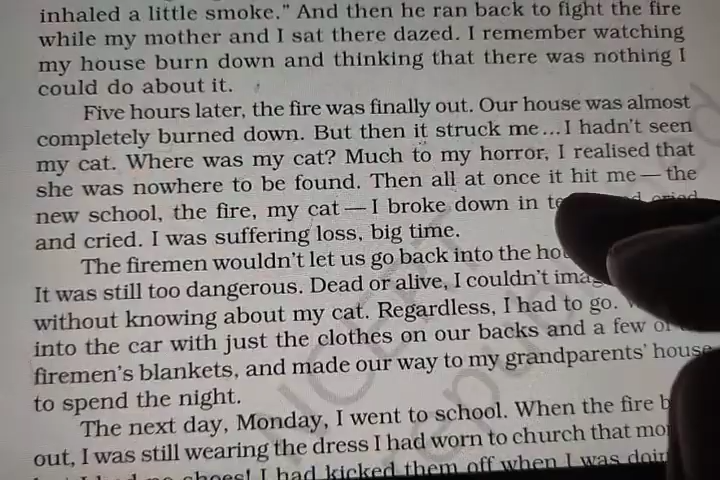 inhaled a little smoke.” And then he ran back to fight the fire
while my mother and I sat there dazed. I remember watching
my house burn down and thinking that there was nothing I
could do about it.
Five hours later, the fire was finally out. Our house was almost
completely burned down. But then it struck me…I hadn't seen
my cat. Where was my cat? Much to my horror, I realised that
she was nowhere to be found. Then all at once it hit me — the
new school, the fire, my cat — I broke down in
and cried. I was suffering loss, big time.
The firemen wouldn't let us go back into the
It was still too dangerous. Dead or alive, I couldn't
without knowing about my cat. Regardless, I had to go.
into the car with just the clothes on our backs and a few
firemen's blankets, and made our way to my grandparents' house
to spend the night.
The next day, Monday, I went to school. When the fire
out, I was still wearing the dress I had worn to church that
shoes! I had kicked them off when I was